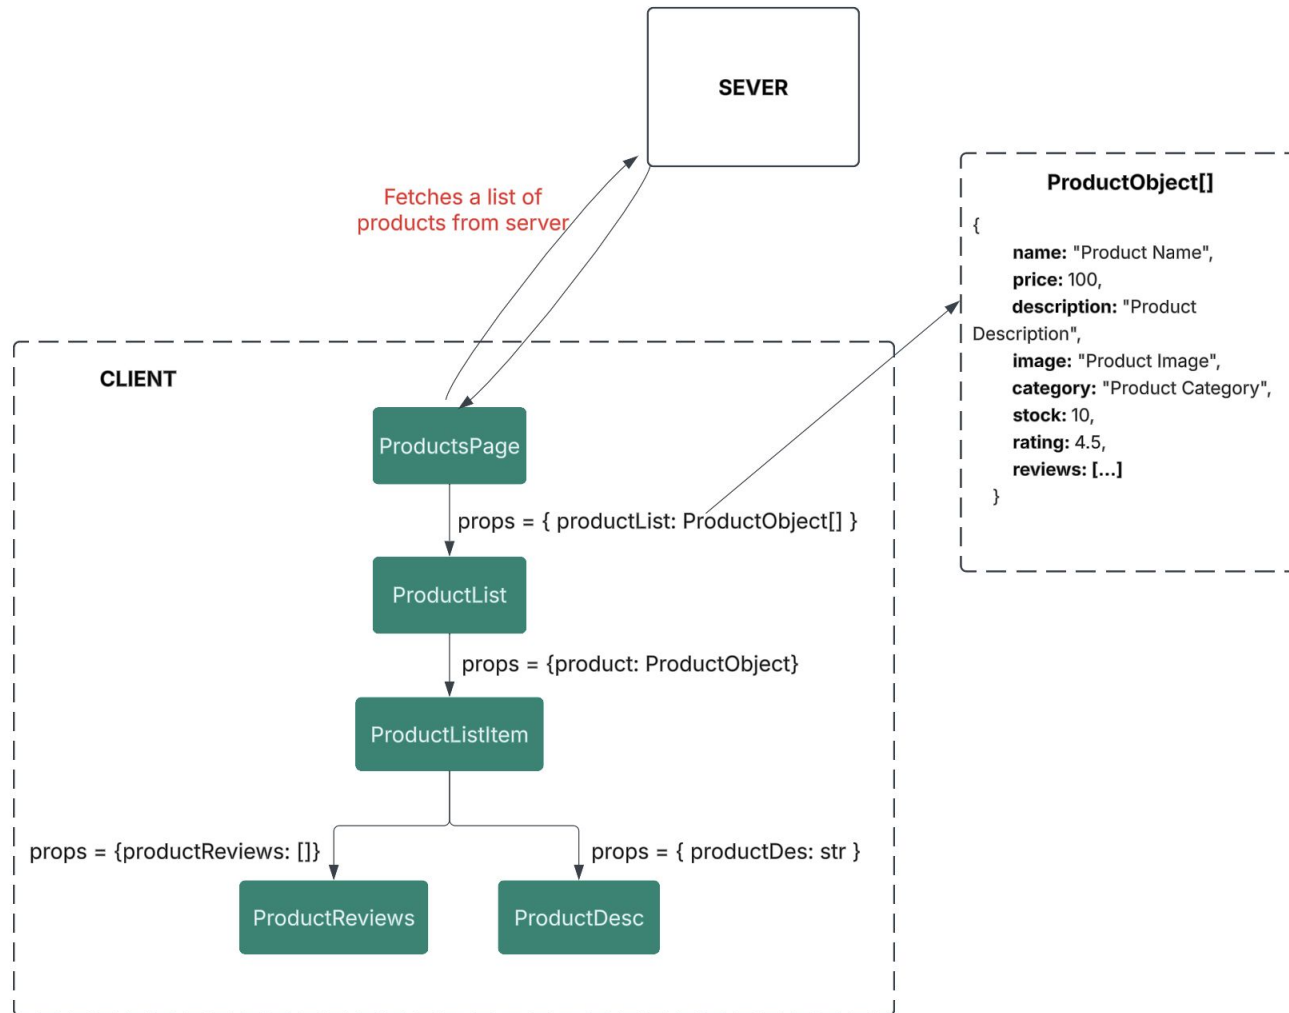 SEVER
Fetches a list of
products from server
ProductObject[]
{
name: "Product Name",
price: 100,
description: "Product
Description",
image: "Product Image",
category: "Product Category",
stock: 10,
rating: 4.5,
reviews: [...]
}
CLIENT
ProductsPage
props = { productList: ProductObject[] }
ProductList
props = {product: ProductObject}
ProductListItem
props = {productReviews: []}
props = { productDes: str }
ProductReviews
ProductDesc